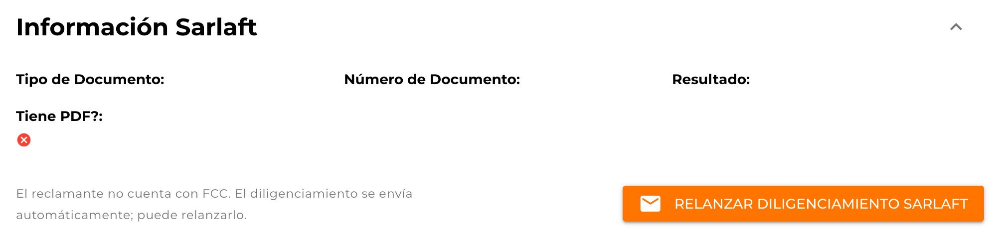 Información Sarlaft
Tipo de Documento:
Número de Documento:
Resultado:
Tiene PDF?:
El reclamante no cuenta con FCC. El diligenciamiento se envía
automáticamente; puede relanzarlo.
RELANZAR DILIGENCIAMIENTO SARLAFT